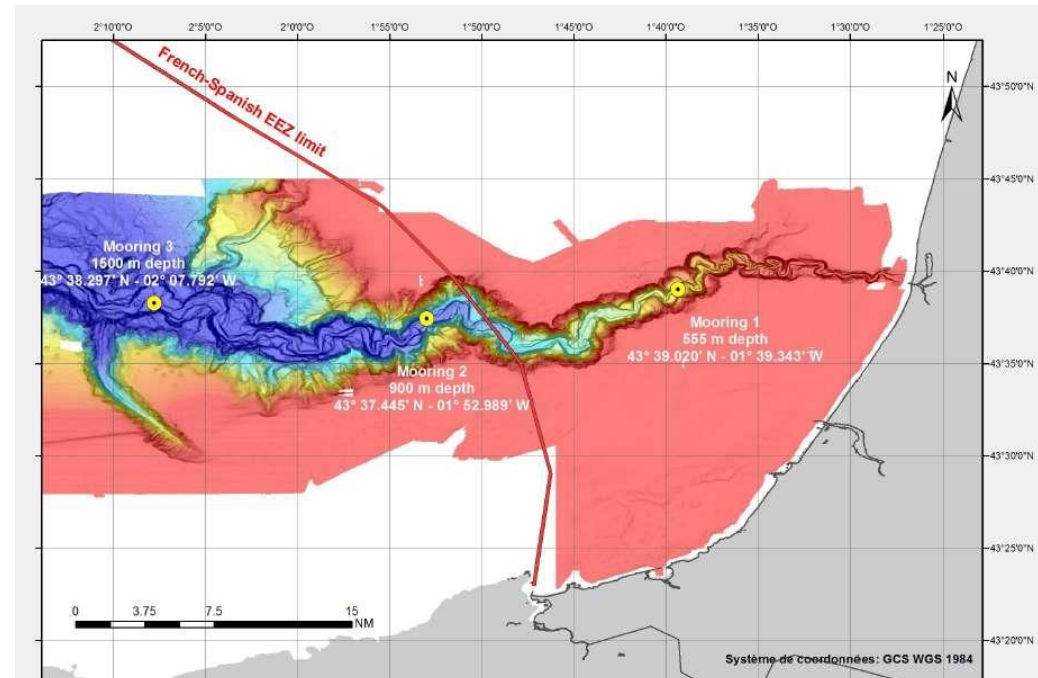 2°10'0"O 2°5'0"O 2°0'0"O 1°55'0"O 1°50'0"O 1°45'0"O 1°40'0"O 1°35'0"O 1°30'0"O 1°25'0"O
French-Spanish EEZ limit
N
43°50'0"N
43°45'0"N
Mooring 3
1500 m depth
43° 38.297' N - 02° 07.792' W
43°40'0"N
Mooring 1
555 m depth
43° 39.020' N - 01° 39.343' W
43°35'0"N
Mooring 2
900 m depth
43° 37.445' N - 01° 52.989' W
43°30'0"N
43°25'0"N
0 3.75 7.5 15
NM
43°20'0"N
Système de coordonnées: GCS WGS 1984